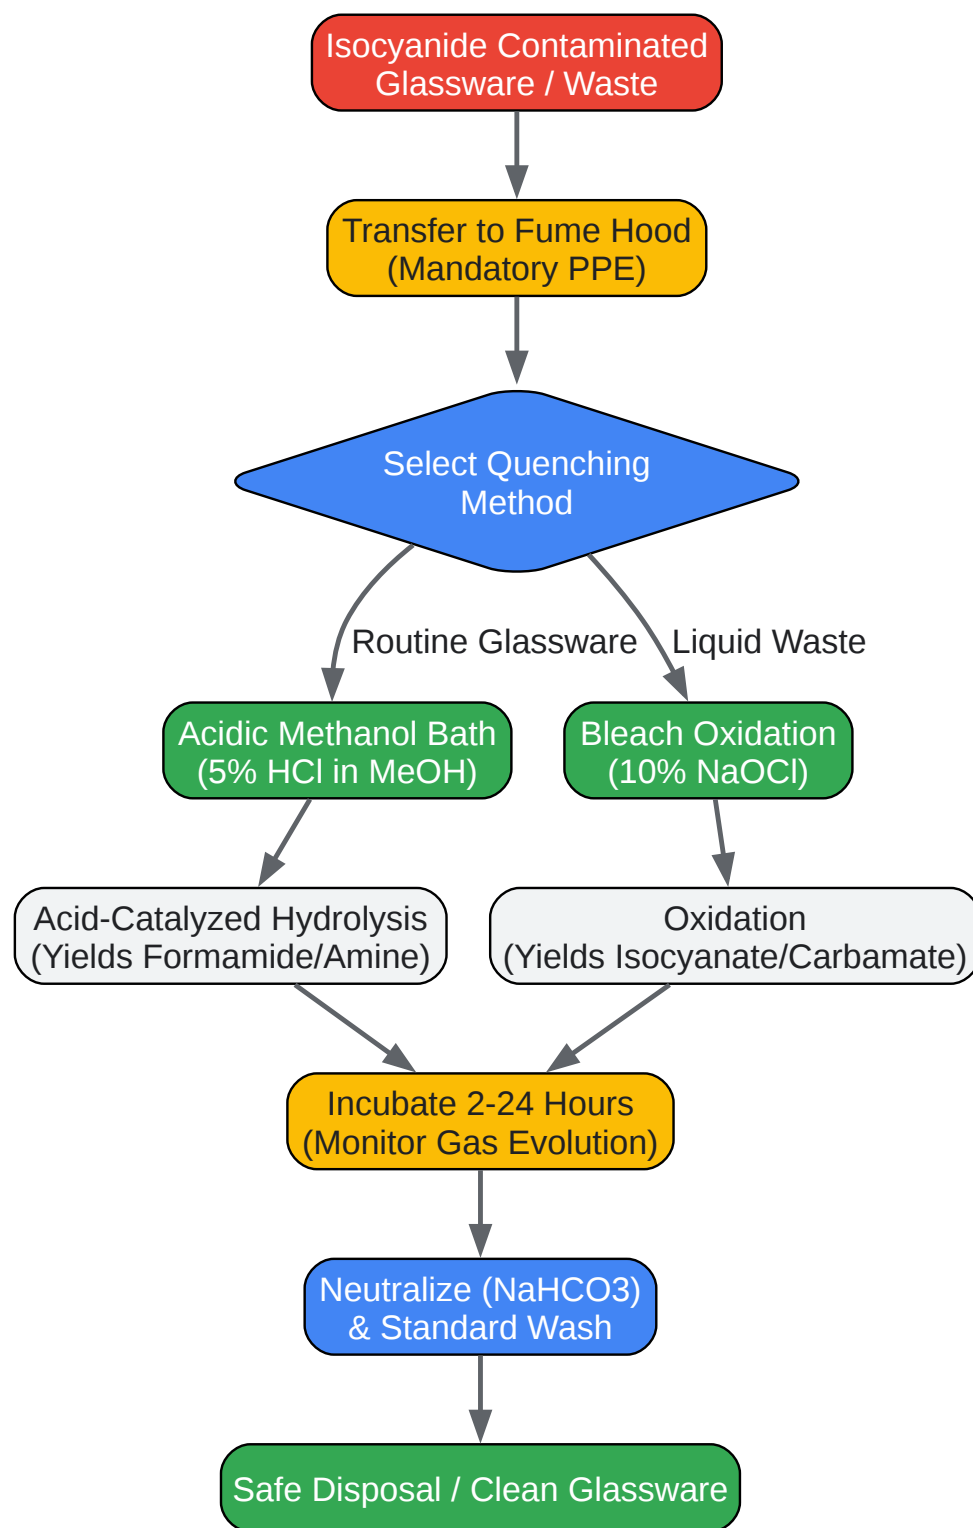 Isocyanide Contaminated
Glassware / Waste
Transfer to Fume Hood
(Mandatory PPE)
Select Quenching
Method
Routine Glassware
Liquid Waste
Acidic Methanol Bath
(5% HCl in MeOH)
Bleach Oxidation
(10% NaOCl)
Acid-Catalyzed Hydrolysis
(Yields Formamide/Amine)
Oxidation
(Yields Isocyanate/Carbamate)
Incubate 2-24 Hours
(Monitor Gas Evolution)
Neutralize (NaHCO3)
& Standard Wash
Safe Disposal / Clean Glassware